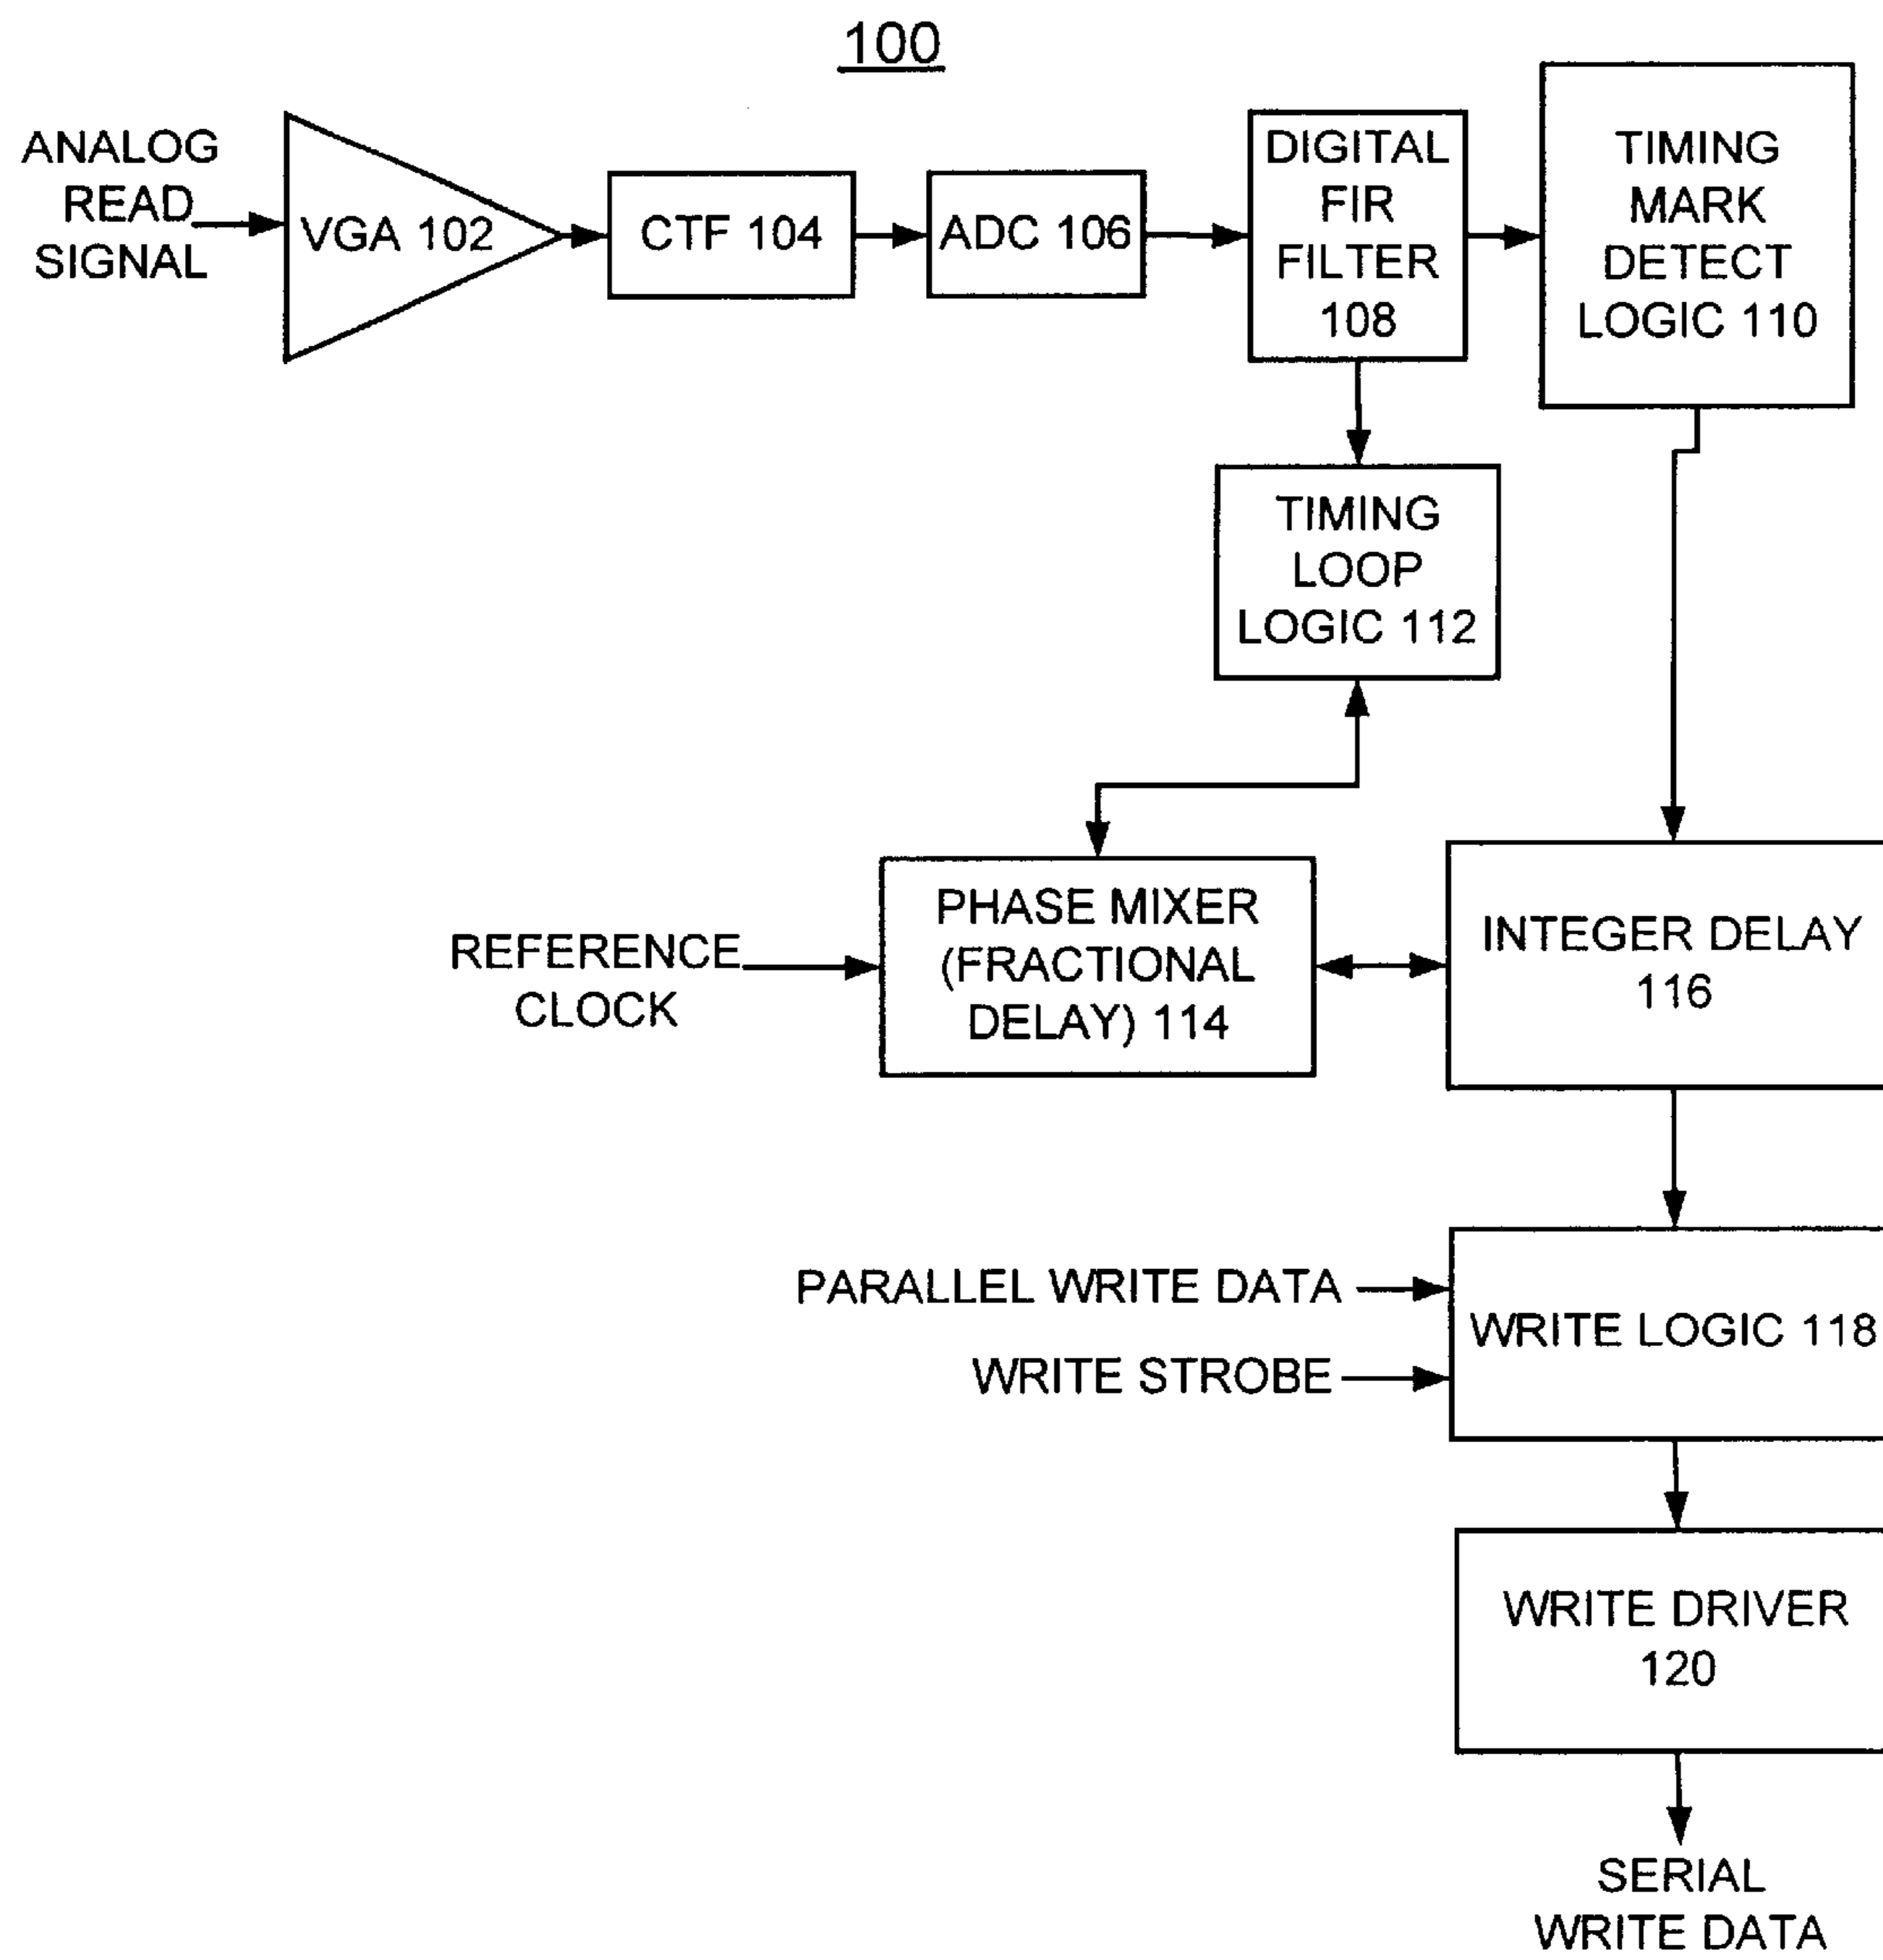 100
ANALOG
READ
SIGNAL
VGA 102
CTF 104
ADC 106
DIGITAL
FIR
FILTER
108
TIMING
MARK
DETECT
LOGIC 110
TIMING
LOOP
LOGIC 112
REFERENCE
CLOCK
PHASE MIXER
(FRACTIONAL
DELAY) 114
INTEGER DELAY
116
PARALLEL WRITE DATA
WRITE STROBE
WRITE LOGIC 118
WRITE DRIVER
120
SERIAL
WRITE DATA